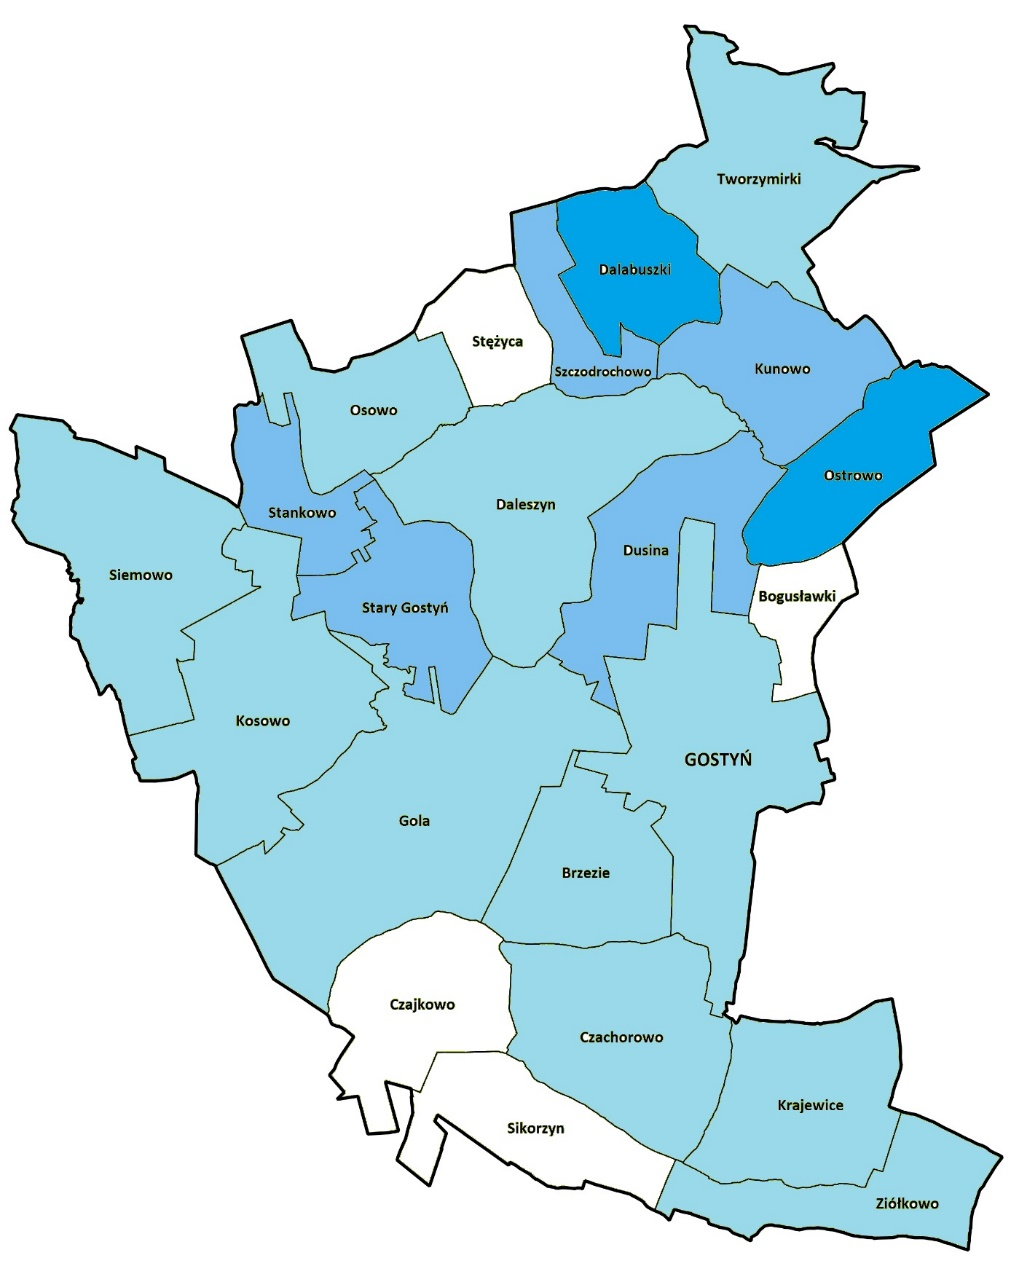 Tworzymirki
Dalabuszki
Stężyca
Szczodrochowo
Kunowo
Osowo
Ostrowo
Daleszyn
Stankowo
Dusina
Siemowo
Bogusławki
Stary Gostyń
Kosowo
GOSTYŃ
Gola
Brzezie
Czajkowo
Czachorowo
Krajewice
Sikorzyn
Ziółkowo